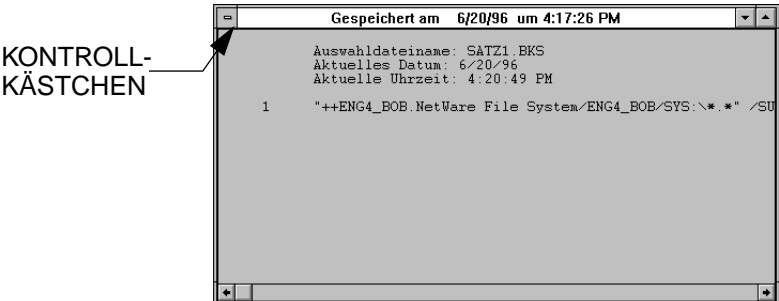 Gespeichert am 6/20/96 um 4:17:26 PM
KONTROLL-
KÄSTCHEN
Auswahldateiname: SATZ1.BKS
Aktuelles Datum: 6/20/96
Aktuelle Uhrzeit: 4:20:49 PM
1 "++ENG4_BOB.NetWare File System/ENG4_BOB/SYS:\*.*" /SU